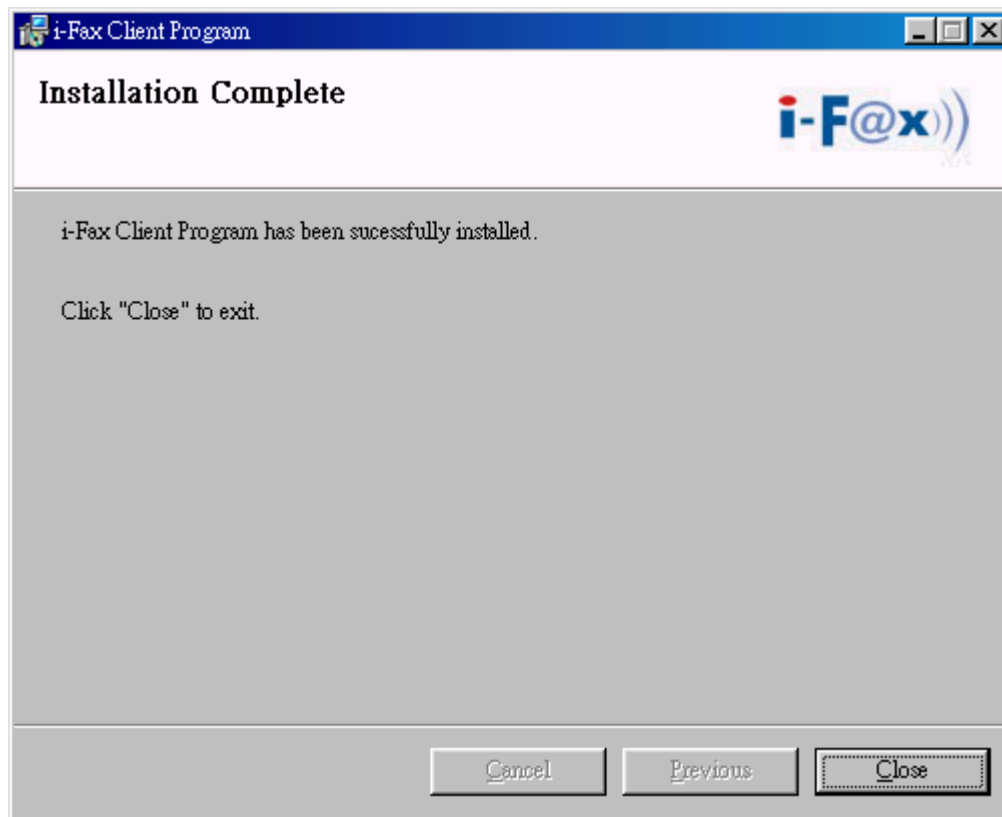 i-Fax Client Program
Installation Complete
i-F@x
i-Fax Client Program has been sucessfully installed.
Click "Close" to exit.
Cancel
Previous
Close